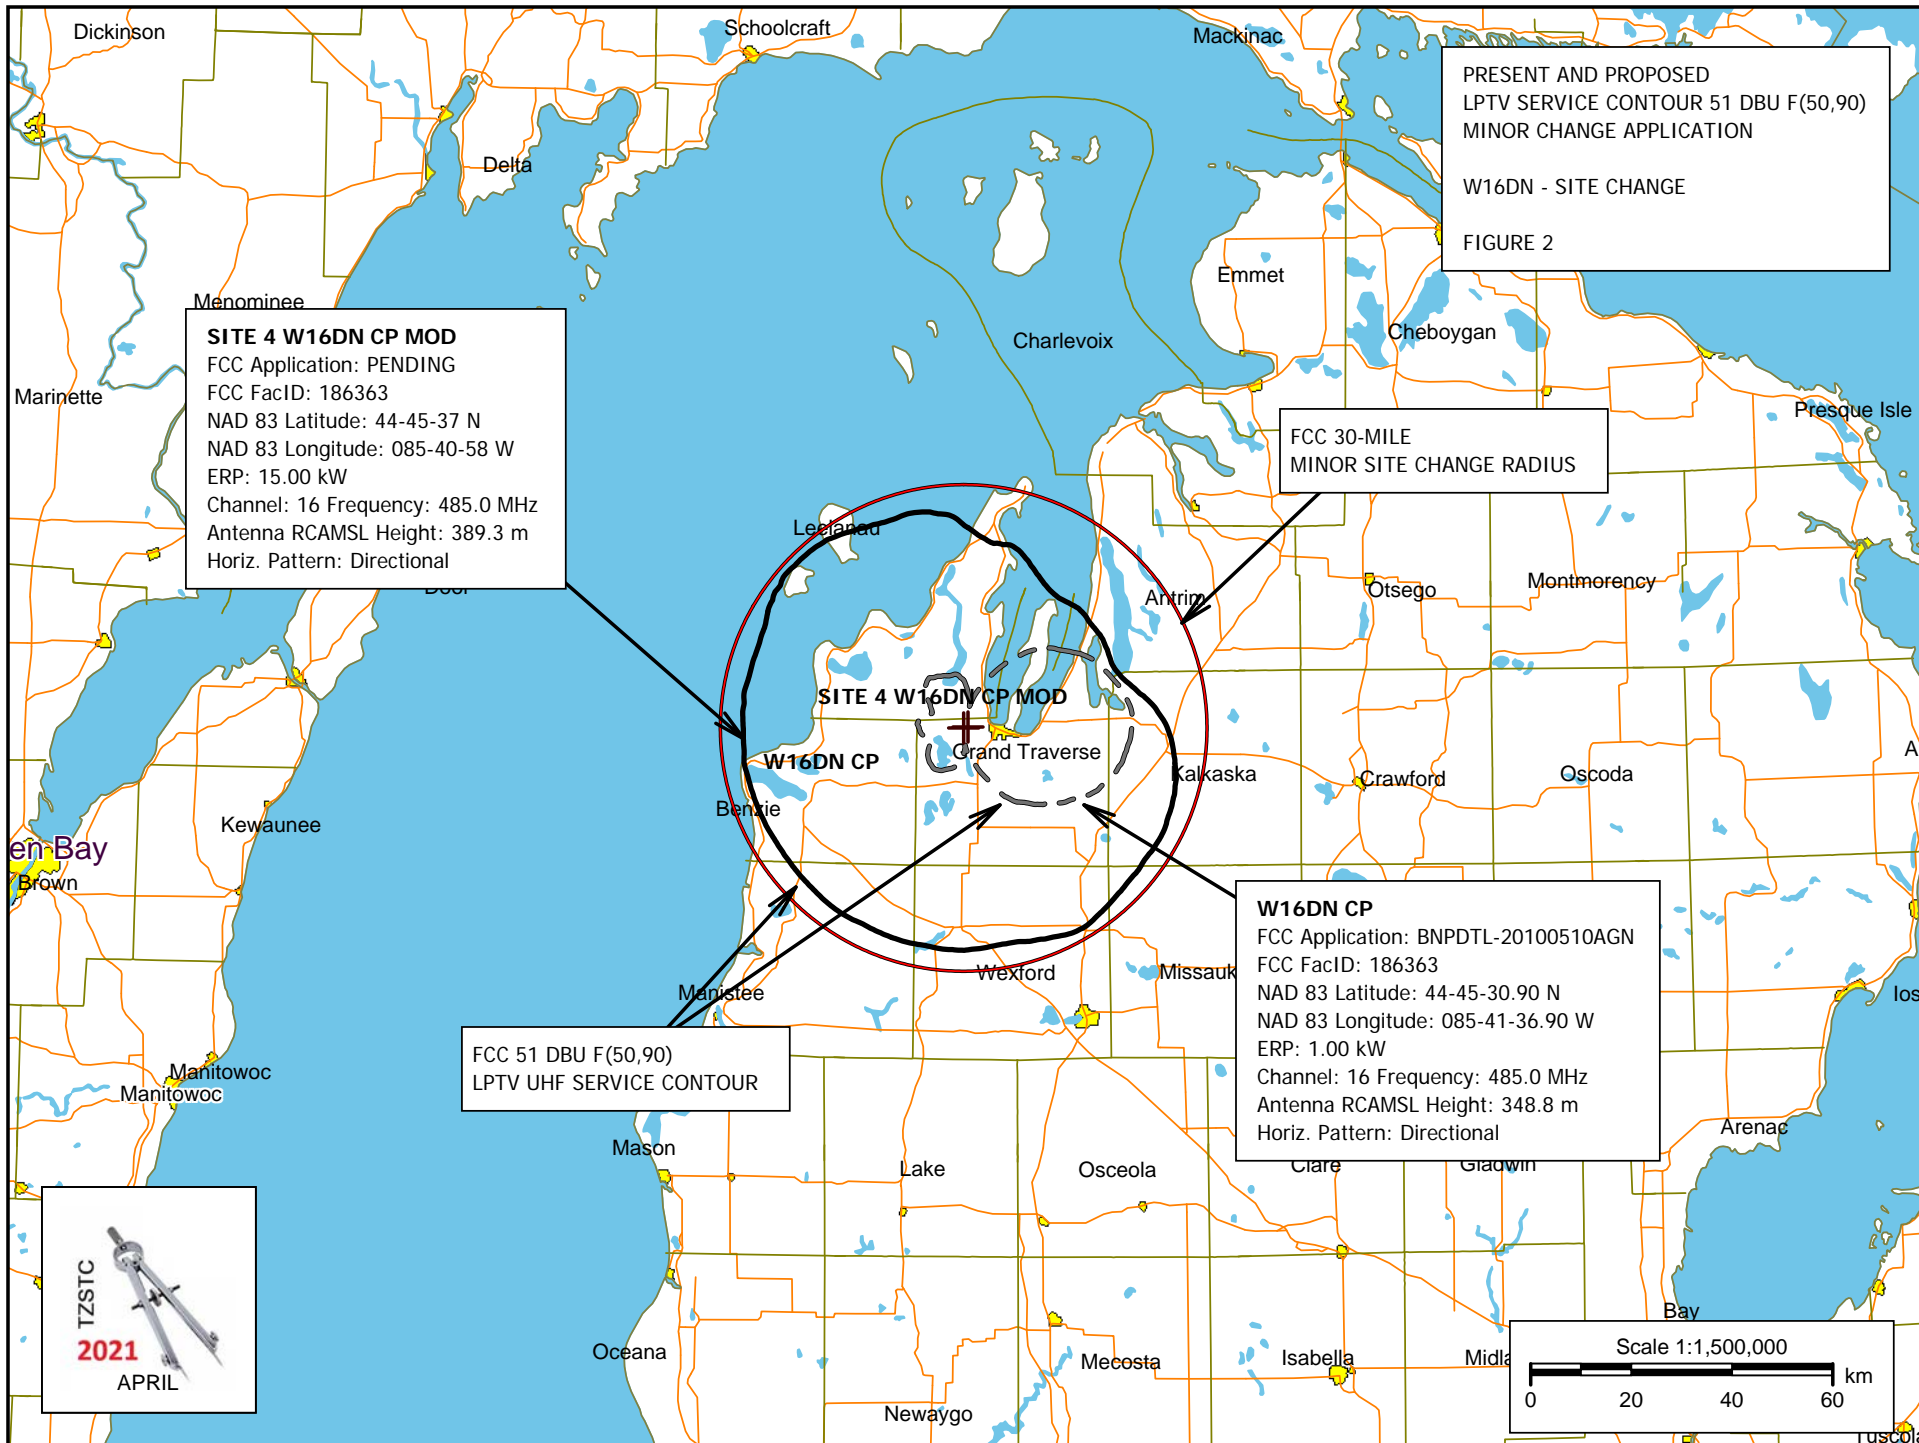 Dickinson
Schoolcraft
Mackinac
PRESENT AND PROPOSED
LPTV SERVICE CONTOUR 51 DBU F(50,90)
MINOR CHANGE APPLICATION
W16DN - SITE CHANGE
FIGURE 2
Delta
Emmet
Menominee
Charlevoix
Cheboygan
SITE 4 W16DN CP MOD
FCC Application: PENDING
FCC FacID: 186363
NAD 83 Latitude: 44-45-37 N
NAD 83 Longitude: 085-40-58 W
ERP: 15.00 kW
Channel: 16 Frequency: 485.0 MHz
Antenna RCAMSL Height: 389.3 m
Horiz. Pattern: Directional
Marinette
Presque Isle
FCC 30-MILE
MINOR SITE CHANGE RADIUS
Leelanau
Door
Antrim
Otsego
Montmorency
SITE 4 W16DN CP MOD
Grand Traverse
W16DN CP
Kalkaska
Crawford
Oscoda
A
Benzie
Kewaunee
en Bay
Brown
W16DN CP
FCC Application: BNPDTL-20100510AGN
FCC FacID: 186363
NAD 83 Latitude: 44-45-30.90 N
NAD 83 Longitude: 085-41-36.90 W
ERP: 1.00 kW
Channel: 16 Frequency: 485.0 MHz
Antenna RCAMSL Height: 348.8 m
Horiz. Pattern: Directional
Wexford
Missauk
Manistee
Ios
FCC 51 DBU F(50,90)
LPTV UHF SERVICE CONTOUR
Manitowoc
Manitowoc
Mason
Lake
Osceola
Clare
Gladwin
Arenac
TZSTC
2021
APRIL
Oceana
Mecosta
Isabella
Midla
Bay
Scale 1:1,500,000
km
0 20 40 60
Newaygo
Tuscola